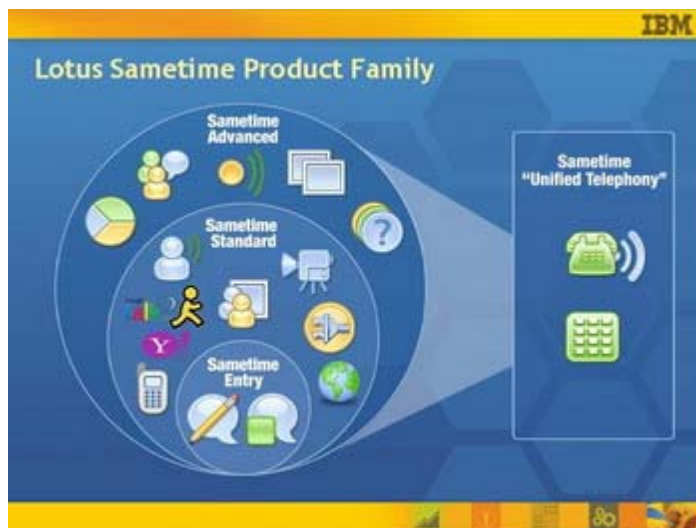 IBM
Lotus Sametime Product Family
Sametime
Advanced
Sametime
"Unified Telephony"
Sametime
Standard
?
Y!
Sametime
Entry